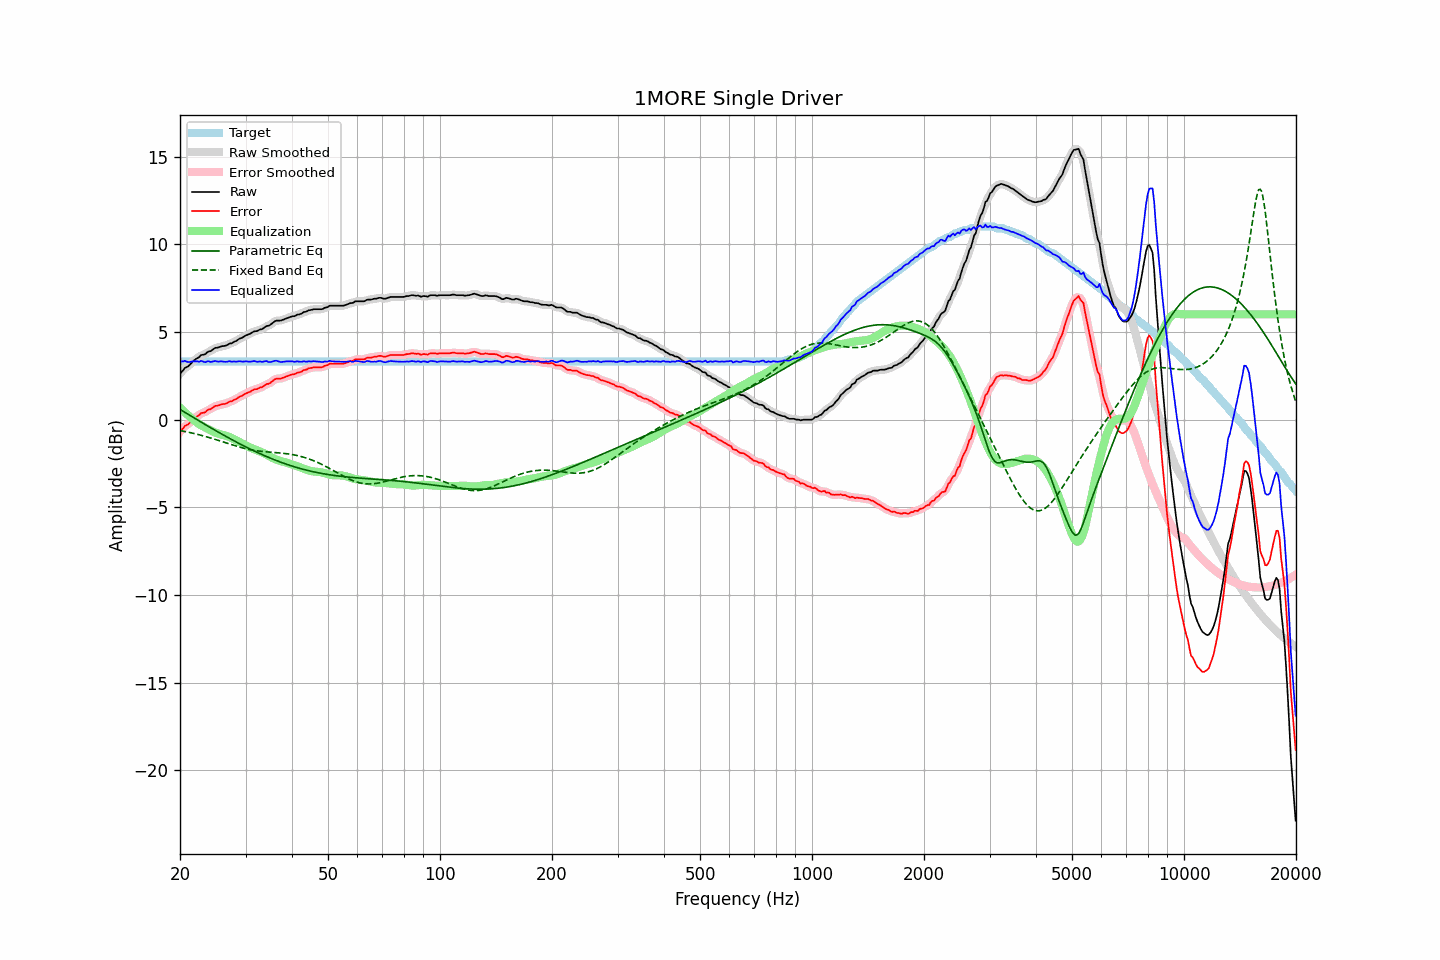 1MORE Single Driver
Target
Raw Smoothed
Error Smoothed
Raw
Error
Equalization
Parametric Eq
Fixed Band Eq
Equalized
15
10
5
0
−5
−10
−15
−20
Amplitude (dBr)
20 50 100 200 500 1000 2000 5000 10000 20000
Frequency (Hz)